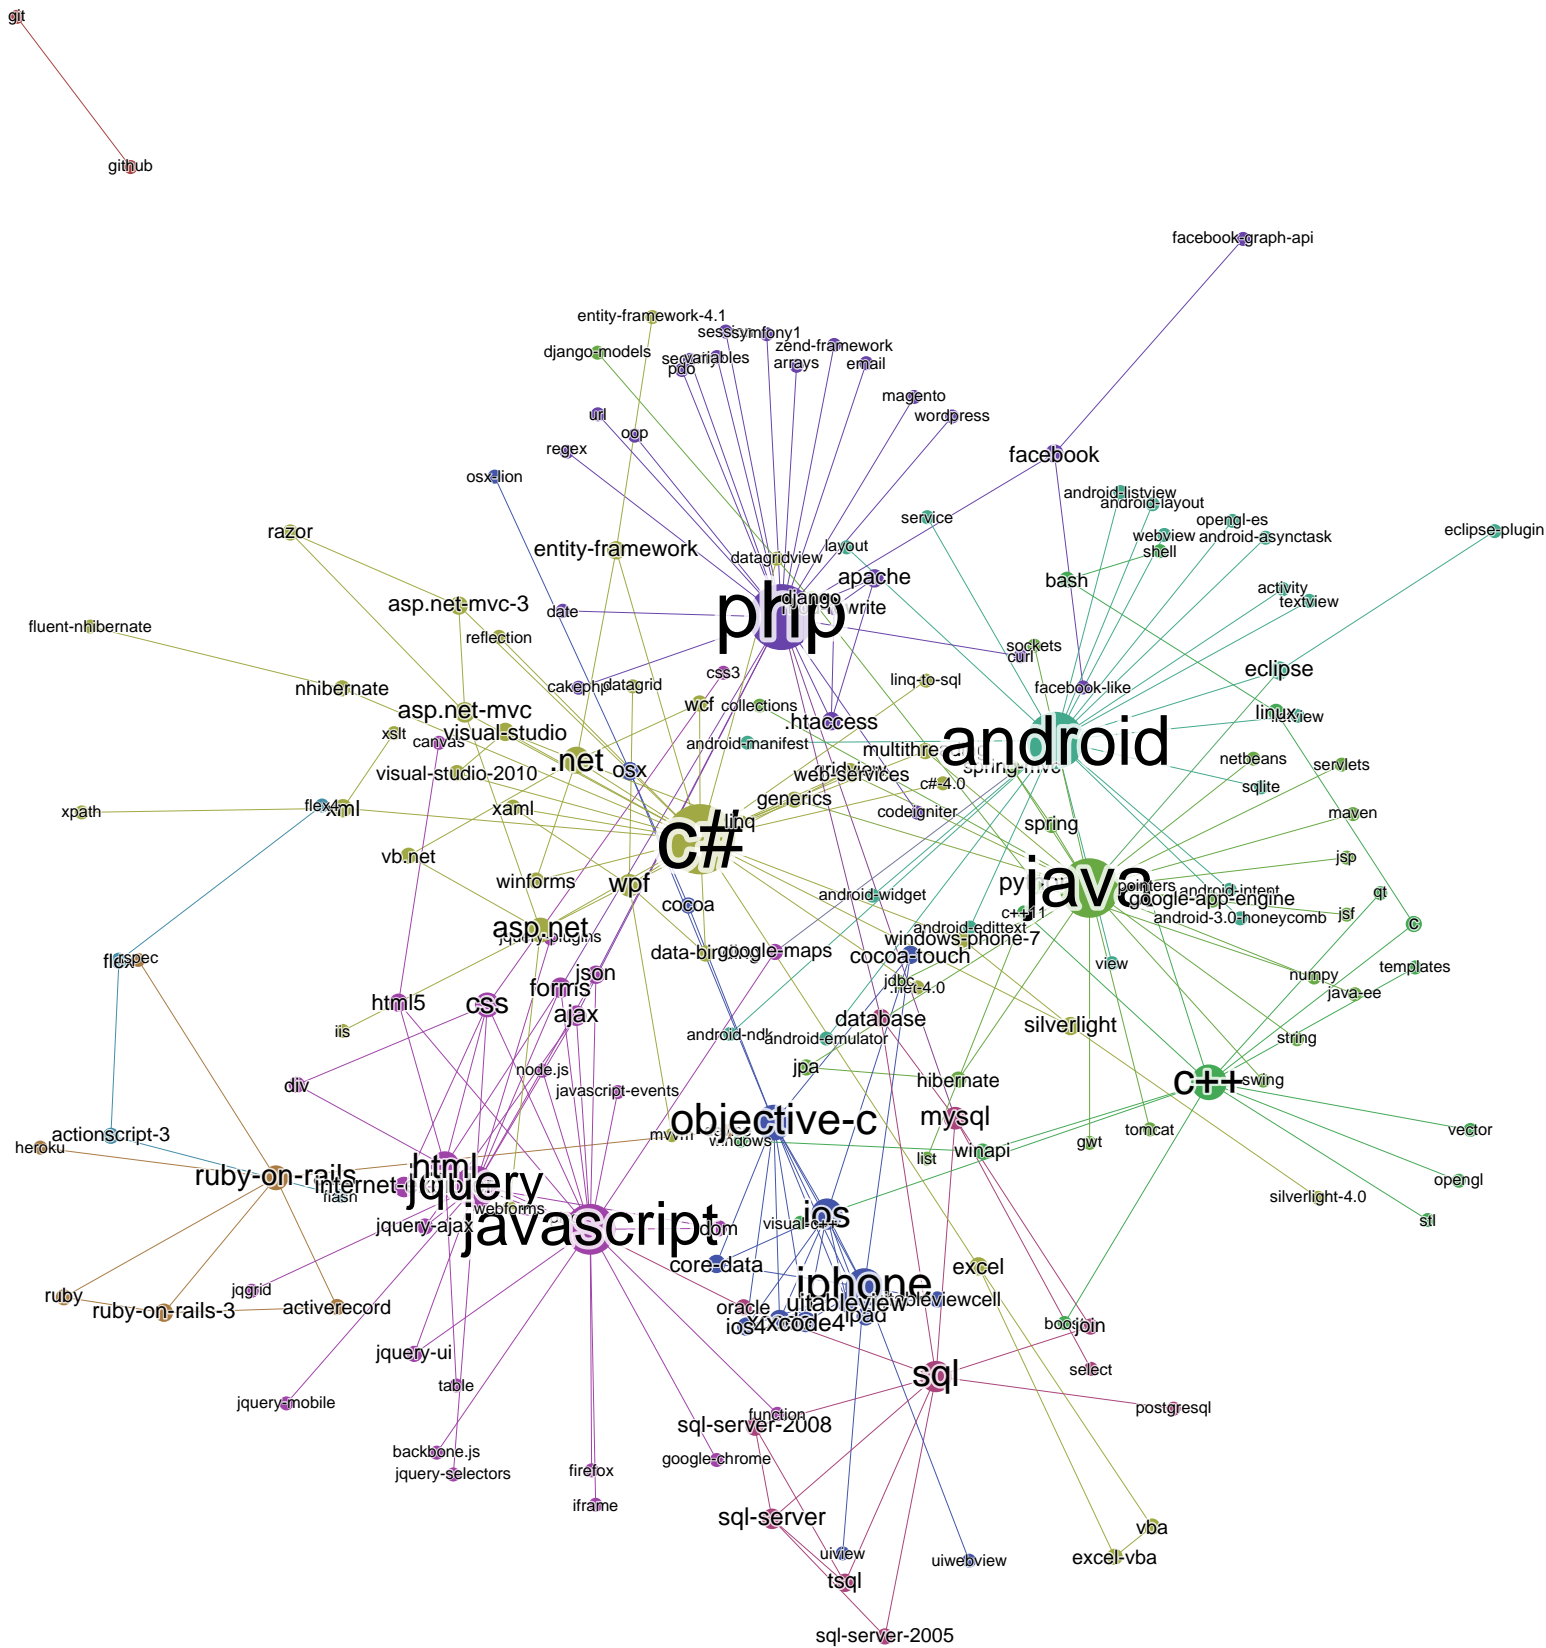 git
github
facebook-graph-api
entity-framework-4.1
symfony1
zend-framework
django-models
variables
pdo
arrays
email
magento
url
oop
wordpress
regex
facebook
osx-lion
android-listview
android-layout
razor
service
opengl-es
eclipse-plugin
entity-framework
layout
webview
android-asynctask
datagridview
shell
apache
bash
activity
asp.net-mvc-3
date
php
django
textview
fluent-nhibernate
reflection
sockets
curl
css3
eclipse
nhibernate
cakephp
datagrid
linq-to-sql
facebook-like
asp.net-mvc
wcf
collections
.htaccess
linux
xslt
visual-studio
canvas
android-manifest
android
.net
osx
visual-studio-2010
web-services
netbeans
servlets
c#-4.0
sqlite
generics
flex4
xml
xaml
xpath
codeigniter
maven
linq
spring
c#
vb.net
jsp
winforms
wpf
java
pointers
android-widget
android-intent
qt
google-app-engine
cocoa
c++11
android-3.0-honeycomb
jsf
c
asp.net
android-edittext
windows-phone-7
data-binding
google-maps
cocoa-touch
flex
rspec
json
view
templates
numpy
jdbc
.net-4.0
forms
java-ee
html5
css
ajax
database
silverlight
iis
android-ndk
android-emulator
string
jpa
node.js
div
javascript-events
hibernate
c++
swing
objective-c
mysql
actionscript-3
mvvm
windows
tomcat
vector
gwt
heroku
winapi
list
html
ruby-on-rails
jquery
opengl
flash
silverlight-4.0
webforms
ios
stl
jquery-ajax
javascript
dom
visual-c++
core-data
excel
iphone
jqgrid
ruby
uitableview
ruby-on-rails-3
activerecord
oracle
ipad
ios4
xcode4
join
jquery-ui
select
sql
table
jquery-mobile
postgresql
function
sql-server-2008
backbone.js
google-chrome
jquery-selectors
firefox
iframe
sql-server
vba
uiview
uiwebview
excel-vba
tsql
sql-server-2005